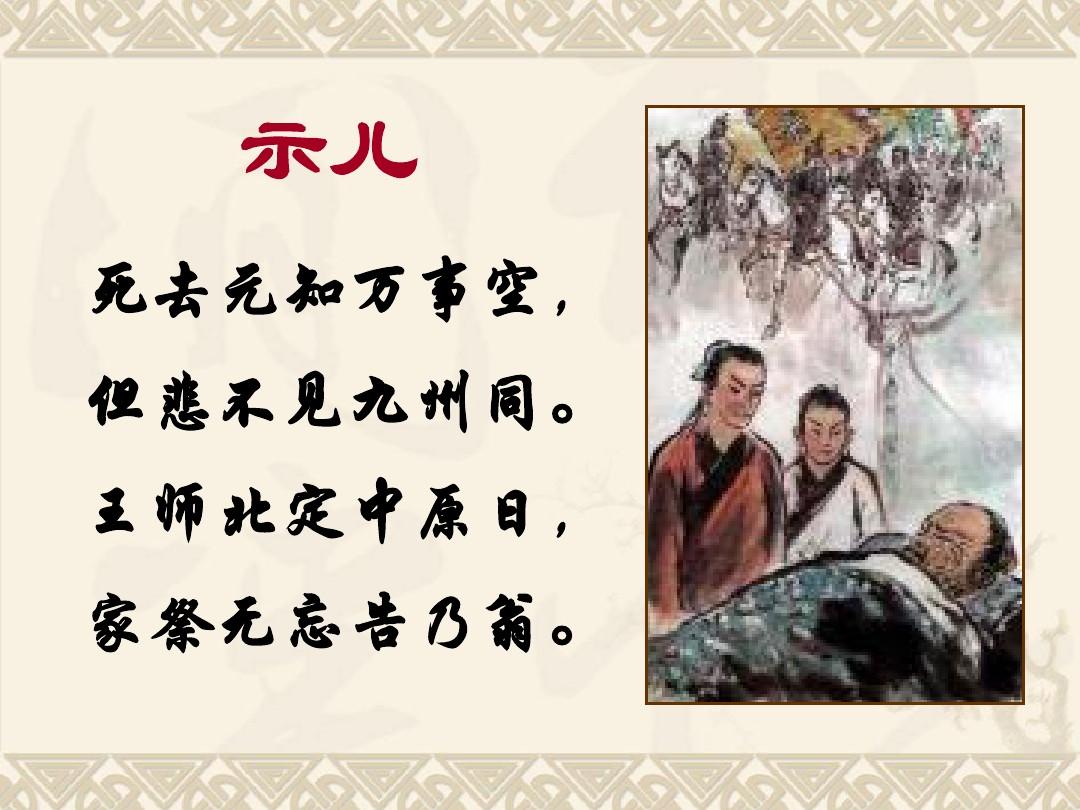 示儿
死去元知万事空，
但悲不见九州同。
王师北定中原日，
家祭无忘告乃翁。